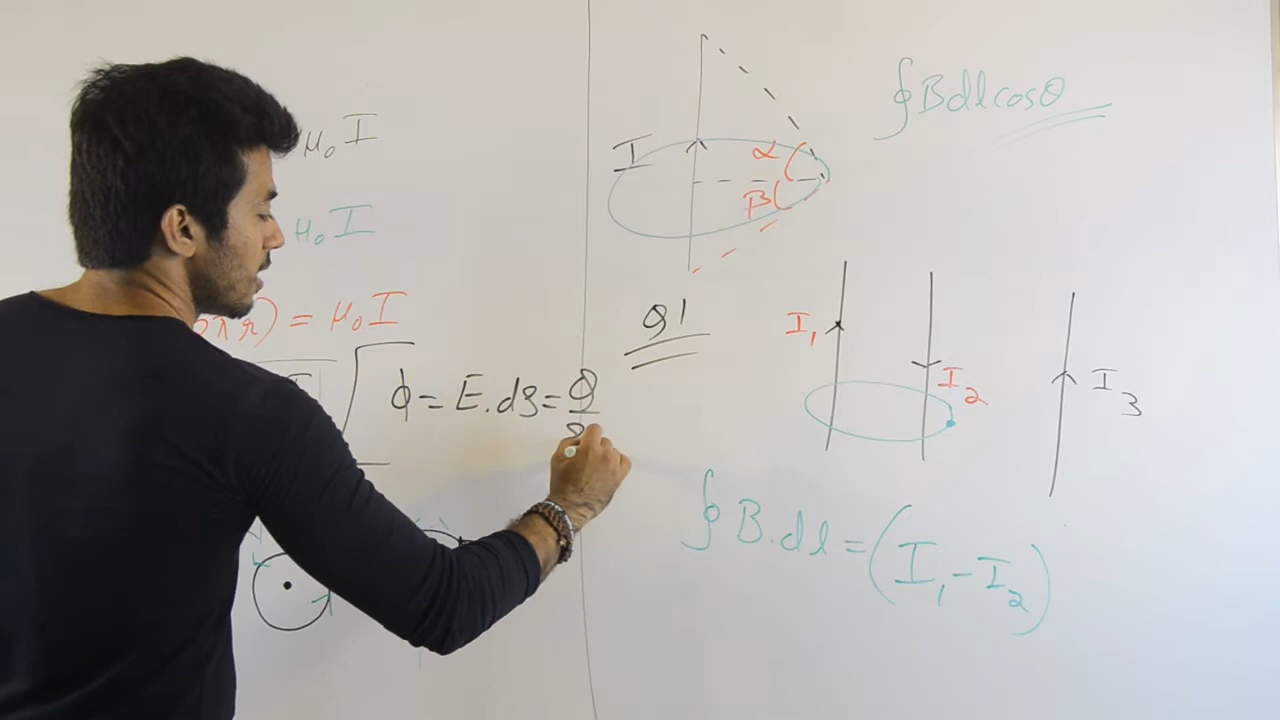 μ₀I
μ₀I
2πr) = μ₀I
ϕ = E.ds = Q
I
α
β
∮Bdlcosθ
Q1
I₁
I₂
I₃
∮B.dl = (I₁ - I₂)